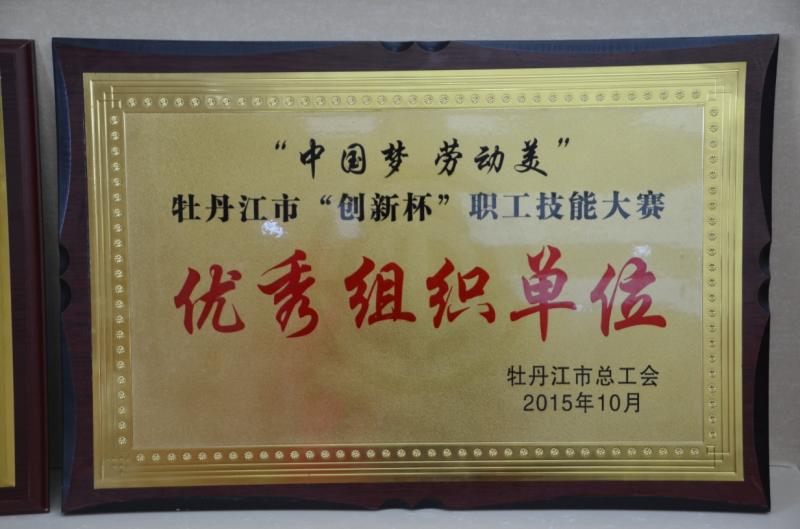 “中国梦 劳动美”
牡丹江市“创新杯”职工技能大赛
优秀组织单位
牡丹江市总工会
2015年10月